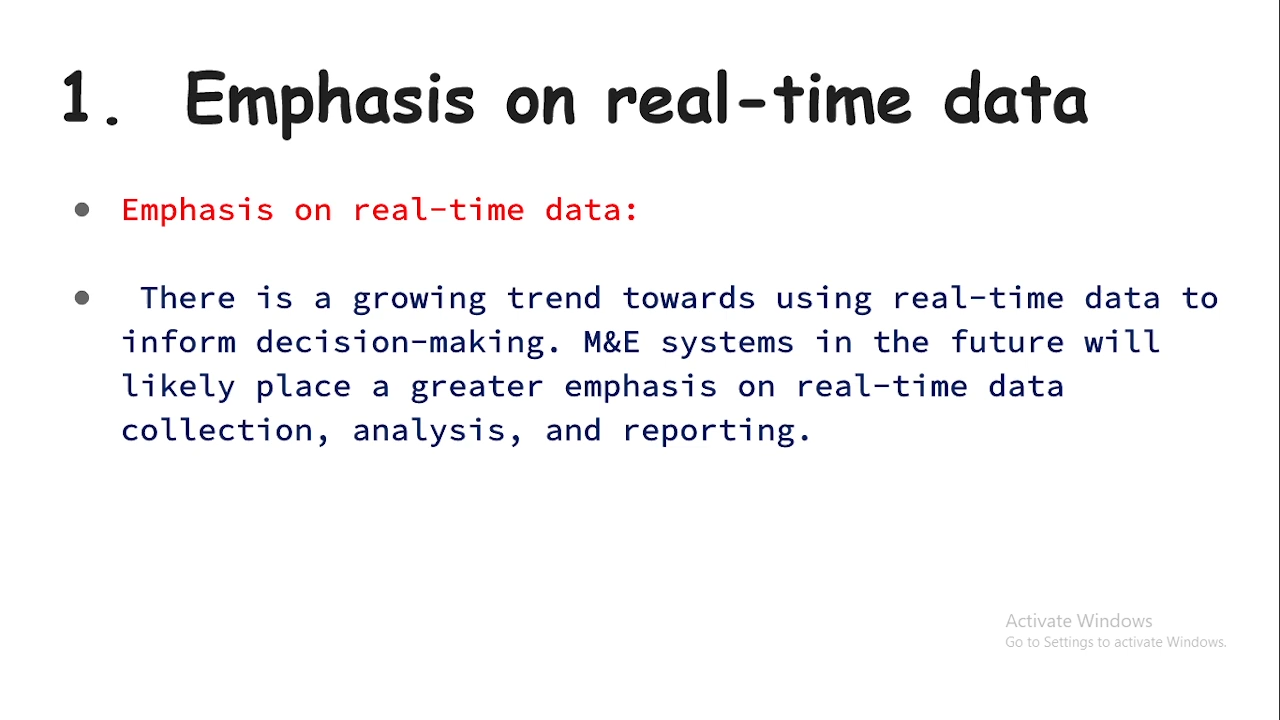 1. Emphasis on real-time data
● Emphasis on real-time data:
● There is a growing trend towards using real-time data to
inform decision-making. M&E systems in the future will
likely place a greater emphasis on real-time data
collection, analysis, and reporting.
Activate Windows
Go to Settings to activate Windows.